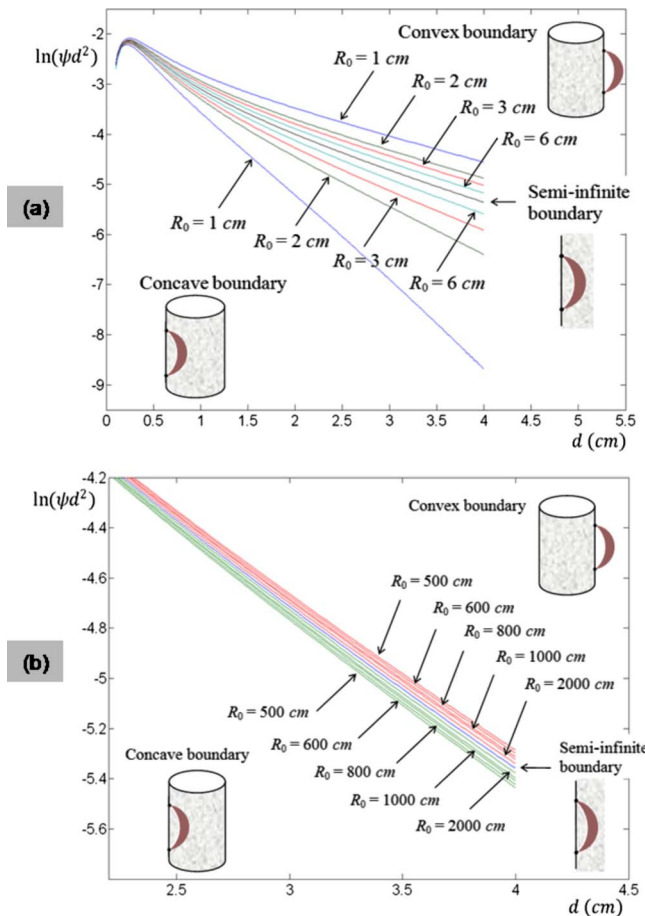 ln(ψd²)
-2
-3
-4
-5
-6
-7
-8
-9
0 0.5 1 1.5 2 2.5 3 3.5 4 4.5 5 5.5
d (cm)
(a)
Convex boundary
R₀ = 1 cm
R₀ = 2 cm
R₀ = 3 cm
R₀ = 6 cm
Semi-infinite
boundary
R₀ = 1 cm
R₀ = 2 cm
R₀ = 3 cm
R₀ = 6 cm
Concave boundary
ln(ψd²)
-4.2
-4.4
-4.6
-4.8
-5
-5.2
-5.4
-5.6
2.5 3 3.5 4 4.5
d (cm)
(b)
Convex boundary
R₀ = 500 cm
R₀ = 600 cm
R₀ = 800 cm
R₀ = 1000 cm
R₀ = 2000 cm
Semi-infinite
boundary
R₀ = 500 cm
R₀ = 600 cm
R₀ = 800 cm
R₀ = 1000 cm
R₀ = 2000 cm
Concave boundary